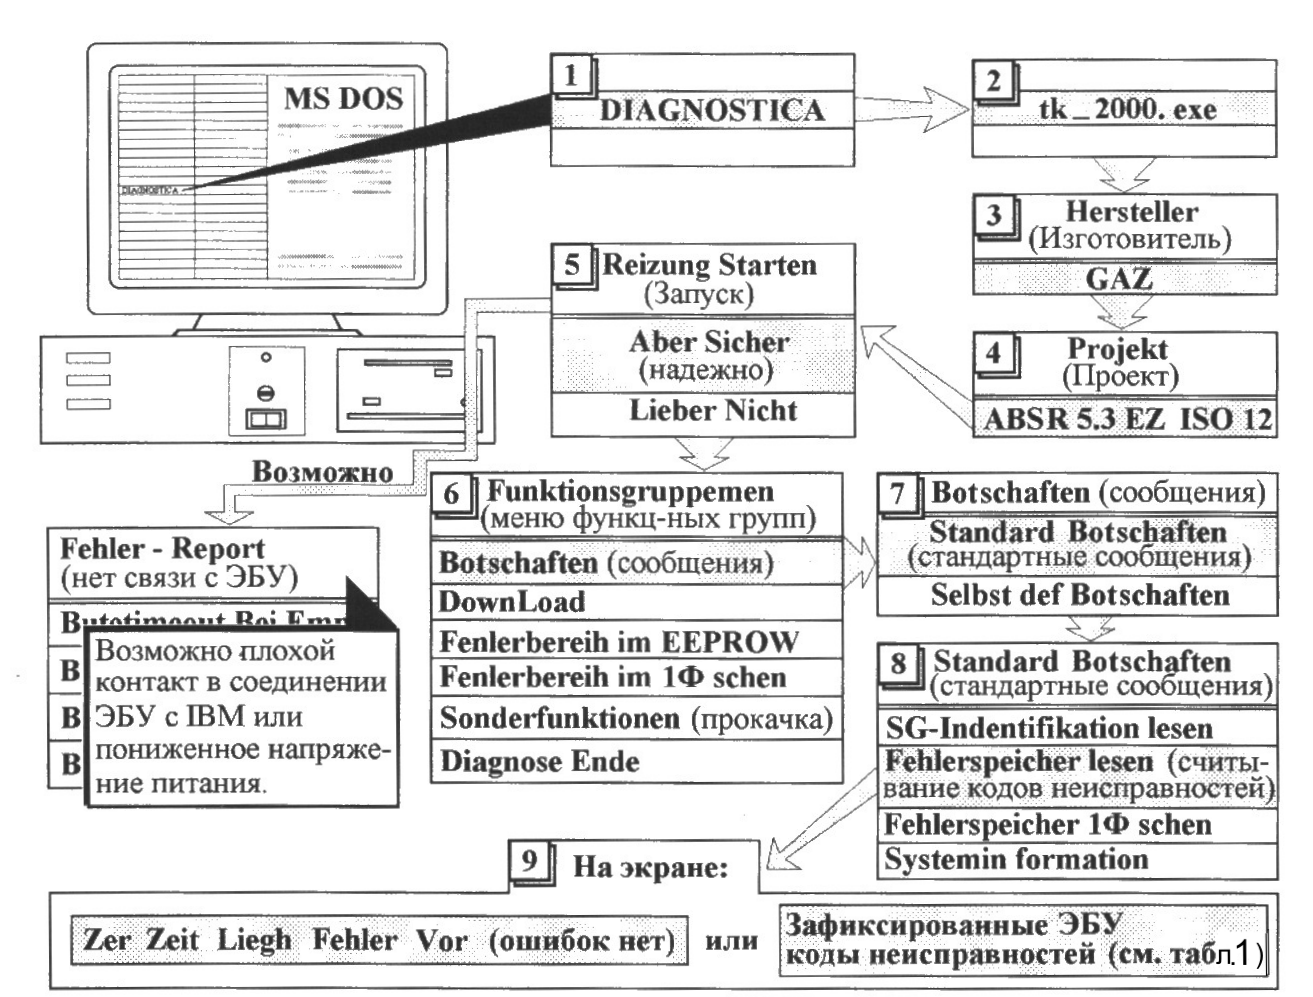 MS DOS
DIAGNOSTICA
1
DIAGNOSTICA
2
tk_2000. exe
3
Hersteller
(Изготовитель)
GAZ
4
Projekt
(Проект)
ABSR 5.3 EZ ISO 12
5
Reizung Starten
(Запуск)
Aber Sicher
(надежно)
Lieber Nicht
Возможно
Fehler - Report
(нет связи с ЭБУ)
B
B
B
Возможно плохой
контакт в соединении
ЭБУ с IBM или
пониженное напряже-
ние питания.
6
Funktionsgruppemen
(меню функц-ных групп)
Botschaften (сообщения)
DownLoad
Fenlerbereih im EEPROW
Fenlerbereih im 1Ф schen
Sonderfunktionen (прокачка)
Diagnose Ende
7
Botschaften (сообщения)
Standard Botschaften
(стандартные сообщения)
Selbst def Botschaften
8
Standard Botschaften
(стандартные сообщения)
SG-Indentifikation lesen
Fehlerspeicher lesen (считы-
вание кодов неисправностей)
Fehlerspeicher 1Ф schen
Systemin formation
9
На экране:
Zer Zeit Liegh Fehler Vor (ошибок нет)
или
Зафиксированные ЭБУ
коды неисправностей (см. табл.1)